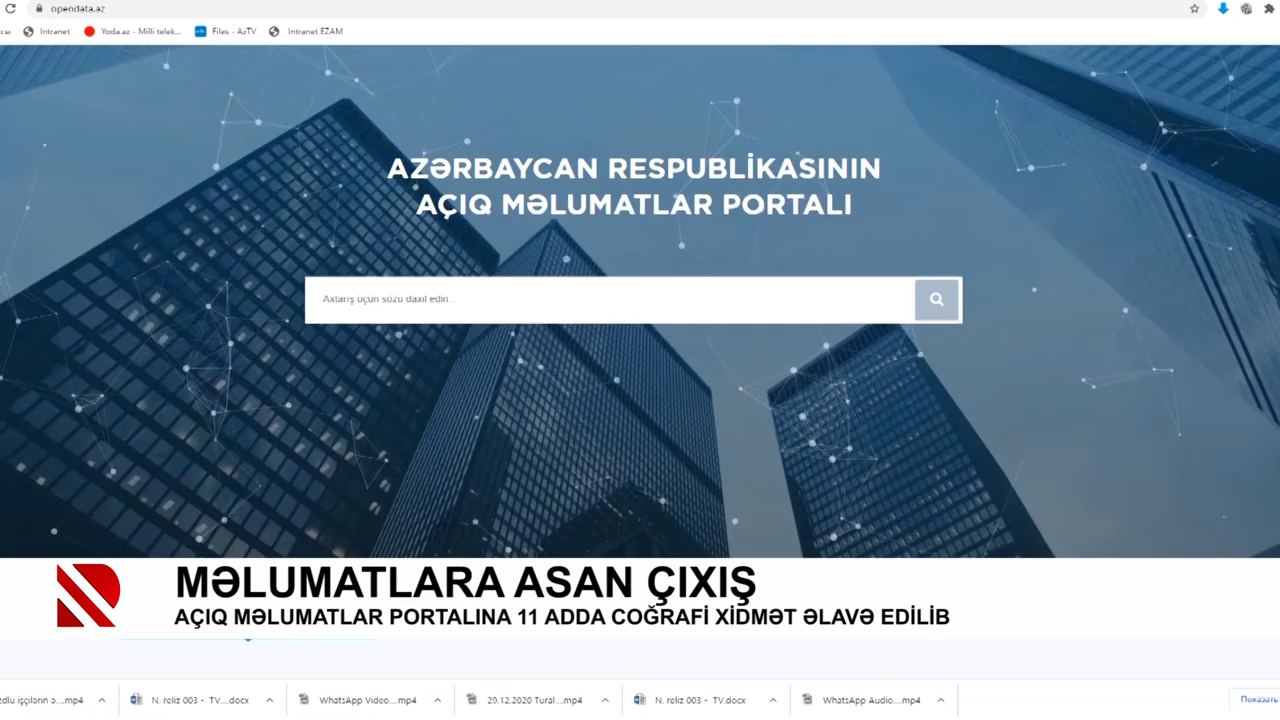 opendata.az
Intranet
Yoda.az - Milli telek...
Files - AzTV
Intranet EZAM
AZƏRBAYCAN RESPUBLİKASININ
AÇIQ MƏLUMATLAR PORTALI
Axtarış üçün sözü daxil edin...
MƏLUMATLARA ASAN ÇIXIŞ
AÇIQ MƏLUMATLAR PORTALINA 11 ADDA COĞRAFİ XİDMƏT ƏLAVƏ EDİLİB
N. reliz 003 - TV....docx
WhatsApp Video....mp4
29.12.2020 Tural....mp4
N. reliz 003 - TV.docx
WhatsApp Audio....mp4
Показать